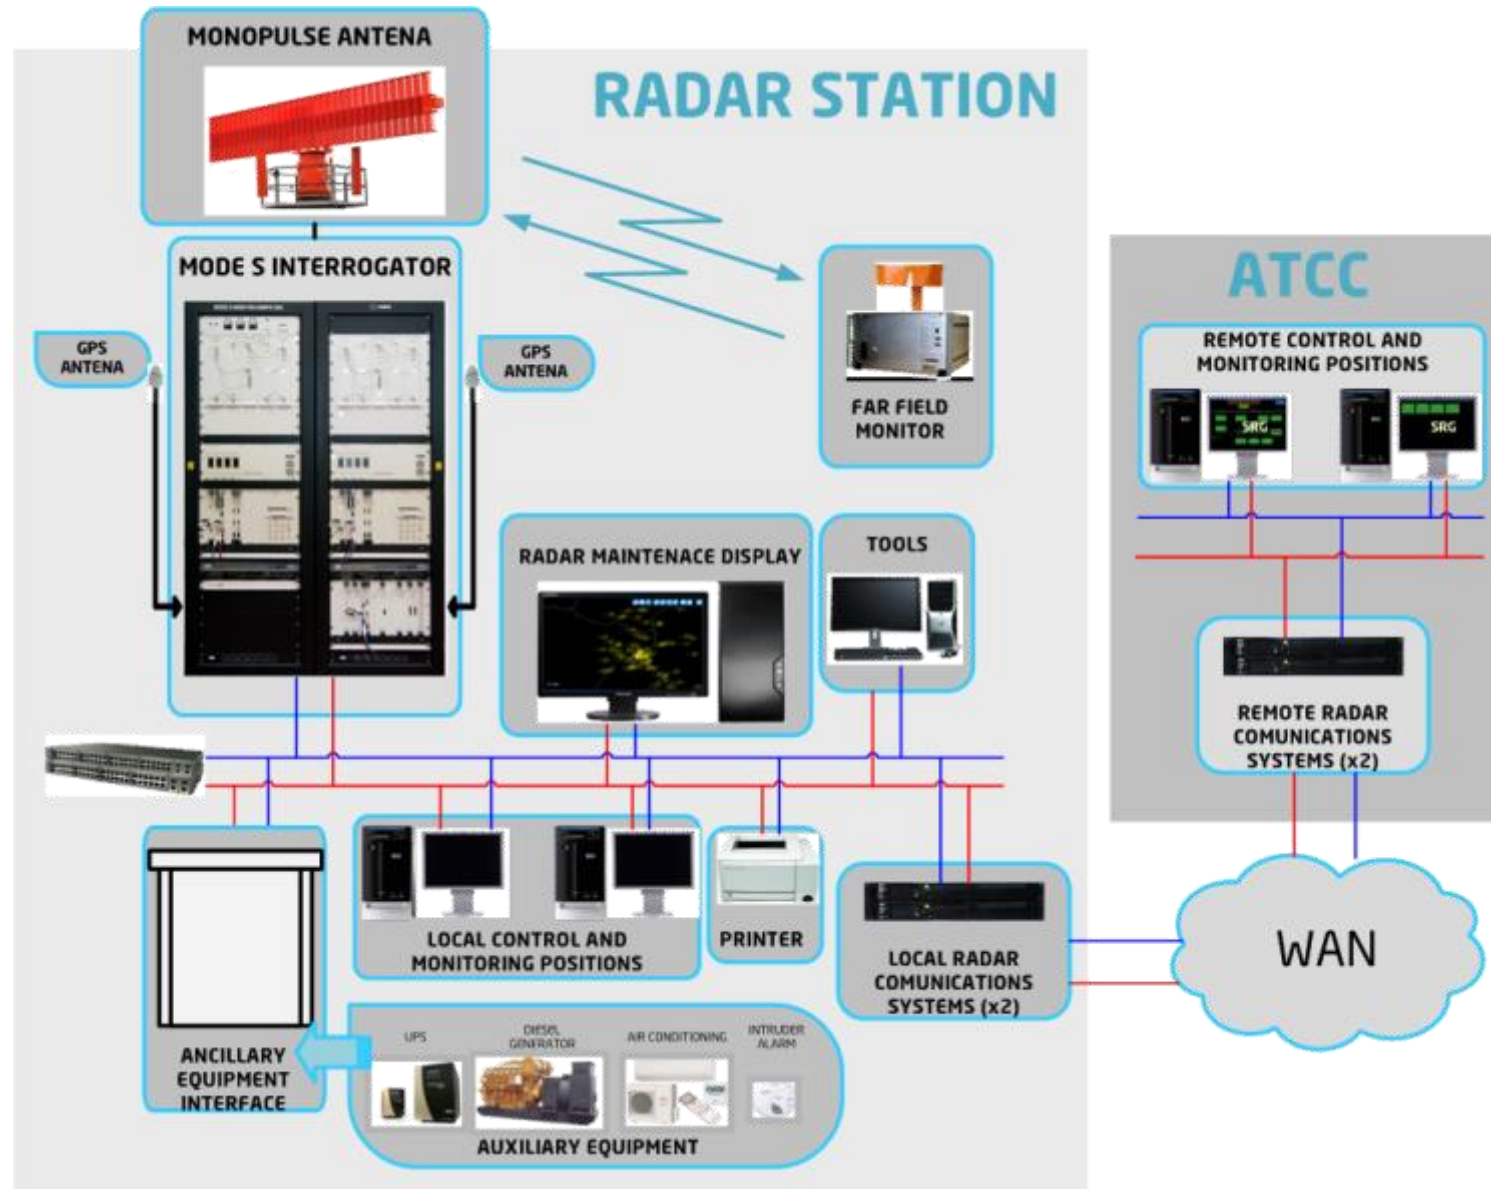 MONOPULSE ANTENA
RADAR STATION
MODE S INTERROGATOR
GPS
ANTENA
GPS
ANTENA
FAR FIELD
MONITOR
ATCC
REMOTE CONTROL AND
MONITORING POSITIONS
SRG
SRG
RADAR MAINTENACE DISPLAY
TOOLS
REMOTE RADAR
COMUNICATIONS
SYSTEMS (x2)
LOCAL CONTROL AND
MONITORING POSITIONS
PRINTER
LOCAL RADAR
COMUNICATIONS
SYSTEMS (x2)
WAN
ANCILLARY
EQUIPMENT
INTERFACE
UPS
DIESEL
GENERATOR
AIR CONDITIONING
INTRUDER
ALARM
AUXILIARY EQUIPMENT